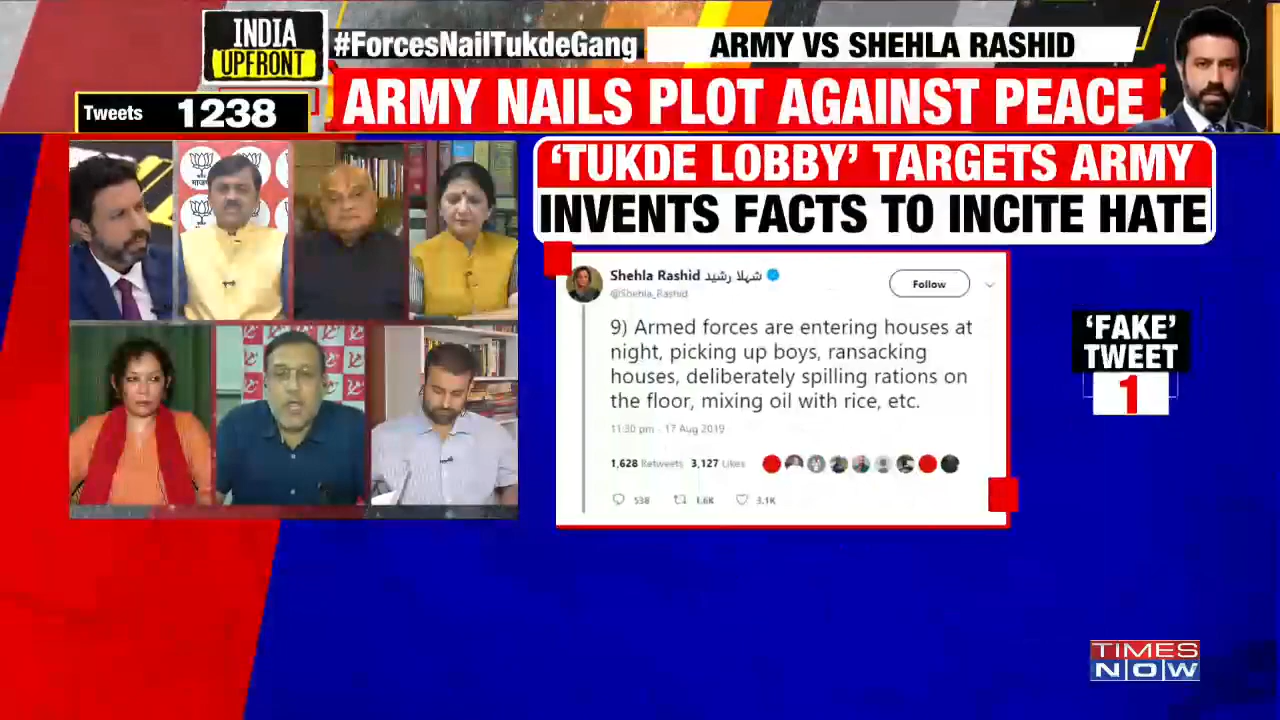 INDIA
UPFRONT
#ForcesNailTukdeGang
ARMY VS SHEHLA RASHID
Tweets 1238
ARMY NAILS PLOT AGAINST PEACE
'TUKDE LOBBY' TARGETS ARMY
INVENTS FACTS TO INCITE HATE
Shehla Rashid شہلا رشید
@Shehla_Rashid
Follow
9) Armed forces are entering houses at
night, picking up boys, ransacking
houses, deliberately spilling rations on
the floor, mixing oil with rice, etc.
11:30 pm - 17 Aug 2019
1,628 Retweets 3,127 Likes
538 1.6K 3.1K
'FAKE'
TWEET
1
TIMES
NOW